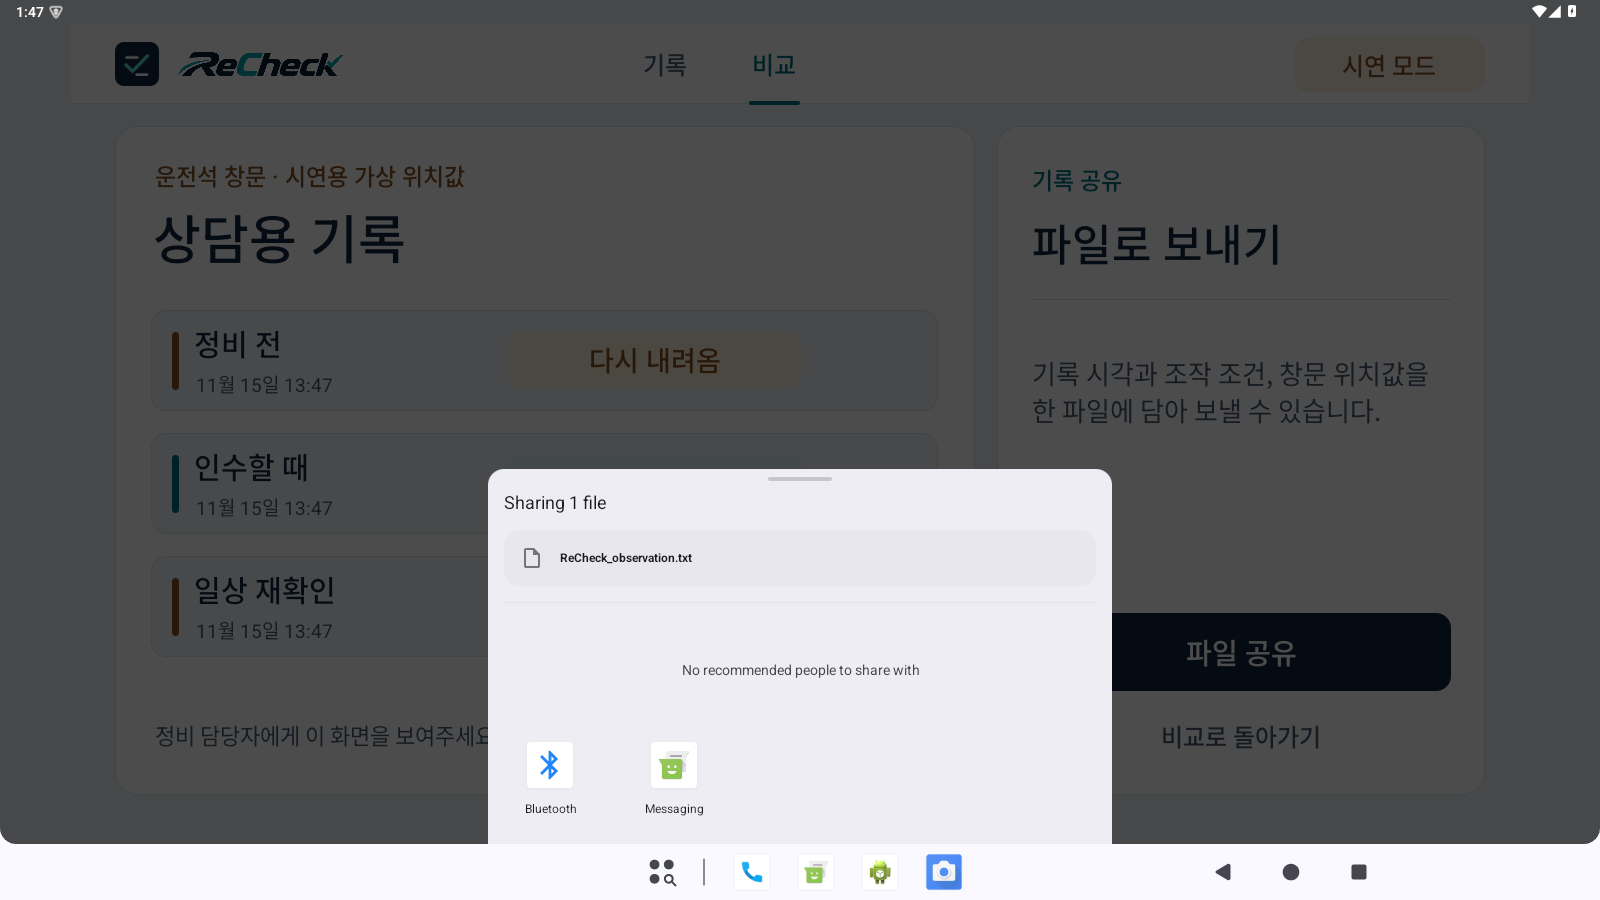 1:47
ReCheck
기록
비교
시연 모드
운전석 창문 · 시연용 가상 위치값
상담용 기록
정비 전
11월 15일 13:47
다시 내려옴
인수할 때
11월 15일 13:47
일상 재확인
11월 15일 13:47
정비 담당자에게 이 화면을 보여주세요
기록 공유
파일로 보내기
기록 시각과 조작 조건, 창문 위치값을
한 파일에 담아 보낼 수 있습니다.
파일 공유
비교로 돌아가기
Sharing 1 file
ReCheck_observation.txt
No recommended people to share with
Bluetooth
Messaging